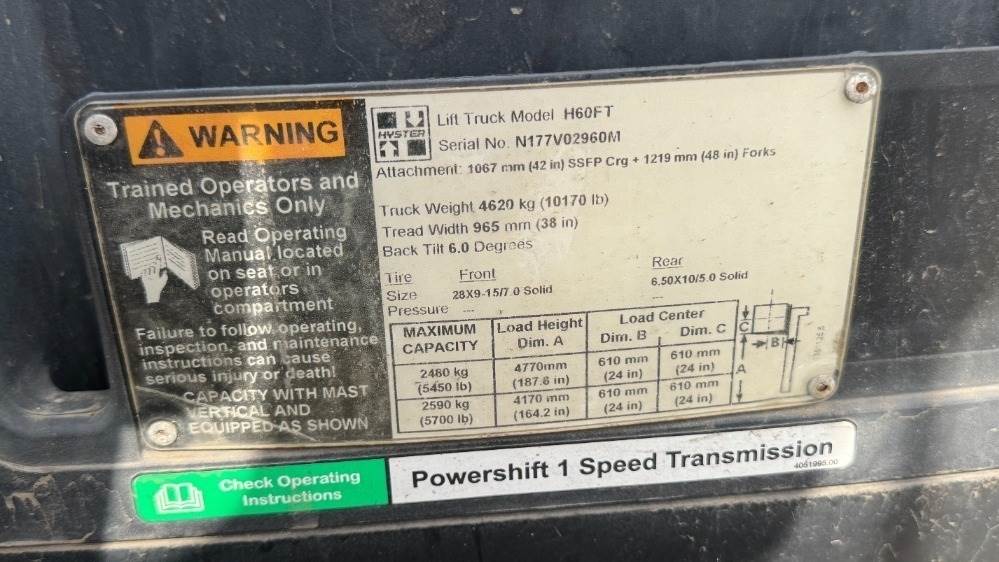 WARNING
Trained Operators and
Mechanics Only
Read Operating
Manual located
on seat or in
operators
compartment
Failure to follow operating,
inspection, and maintenance
instructions can cause
serious injury or death!
CAPACITY WITH MAST
VERTICAL AND
EQUIPPED AS SHOWN
HYSTER
Lift Truck Model H60FT
Serial No. N177V02960M
Attachment: 1067 mm (42 in) SSFP Crg + 1219 mm (48 in) Forks
Truck Weight 4620 kg (10170 lb)
Tread Width 965 mm (38 in)
Back Tilt 6.0 Degrees
Tire Front Rear
Size 28X9-15/7.0 Solid 6.50X10/5.0 Solid
Pressure --- ---
MAXIMUM CAPACITY Load Height Dim. A Load Center Dim. B Dim. C
2480 kg (5450 lb) 4770mm (187.6 in) 610 mm (24 in) 610 mm (24 in)
2590 kg (5700 lb) 4170 mm (164.2 in) 610 mm (24 in) 610 mm (24 in)
C
B
A
Check Operating
Instructions
Powershift 1 Speed Transmission
4051995.00